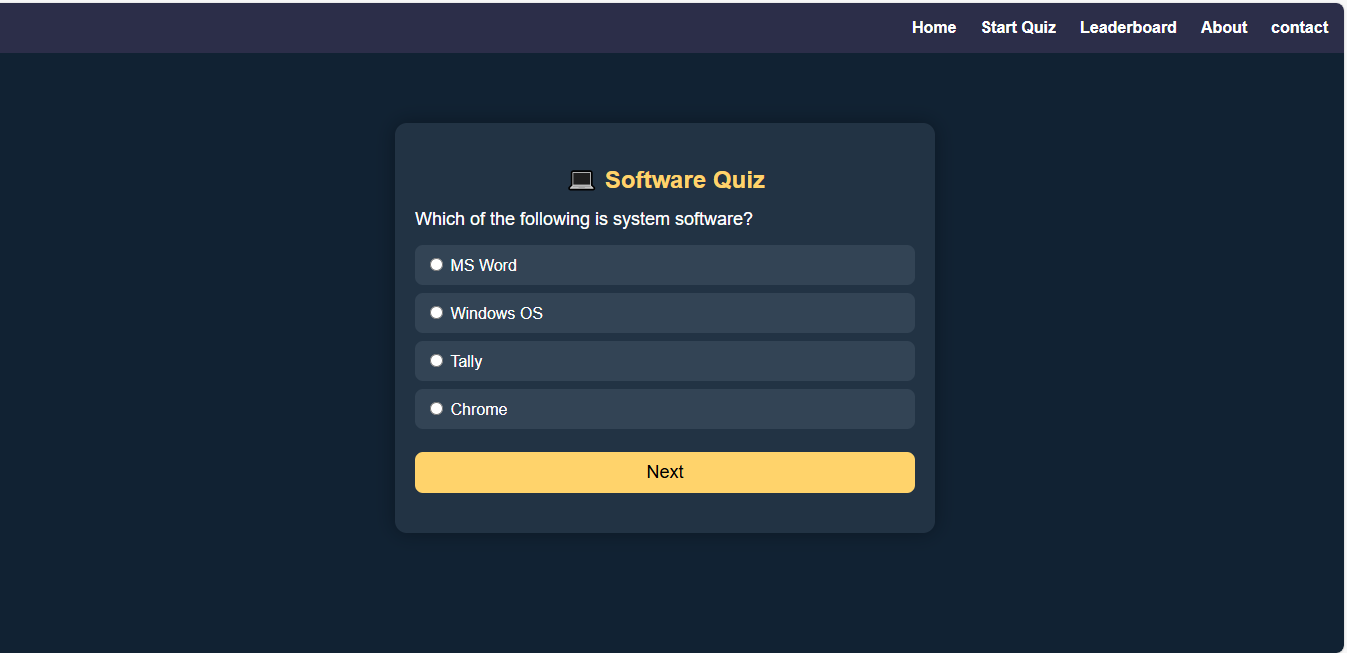 Home Start Quiz Leaderboard About contact
💻 Software Quiz
Which of the following is system software?
MS Word
Windows OS
Tally
Chrome
Next